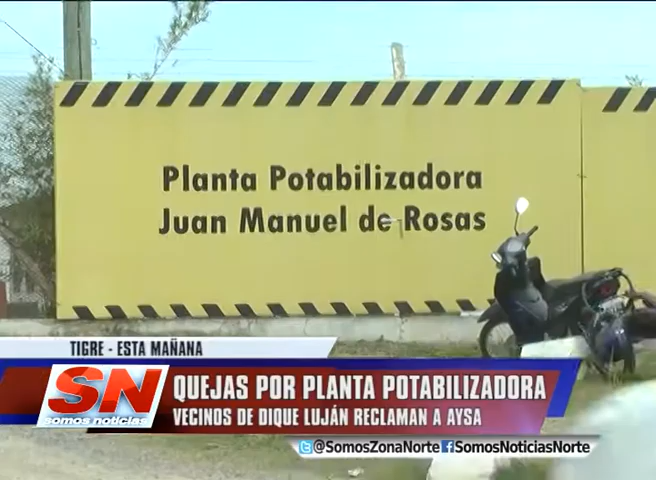 Planta Potabilizadora
Juan Manuel de Rosas
TIGRE - ESTA MAÑANA
SN
somos noticias
QUEJAS POR PLANTA POTABILIZADORA
VECINOS DE DIQUE LUJÁN RECLAMAN A AYSA
@SomosZonaNorte SomosNoticiasNorte